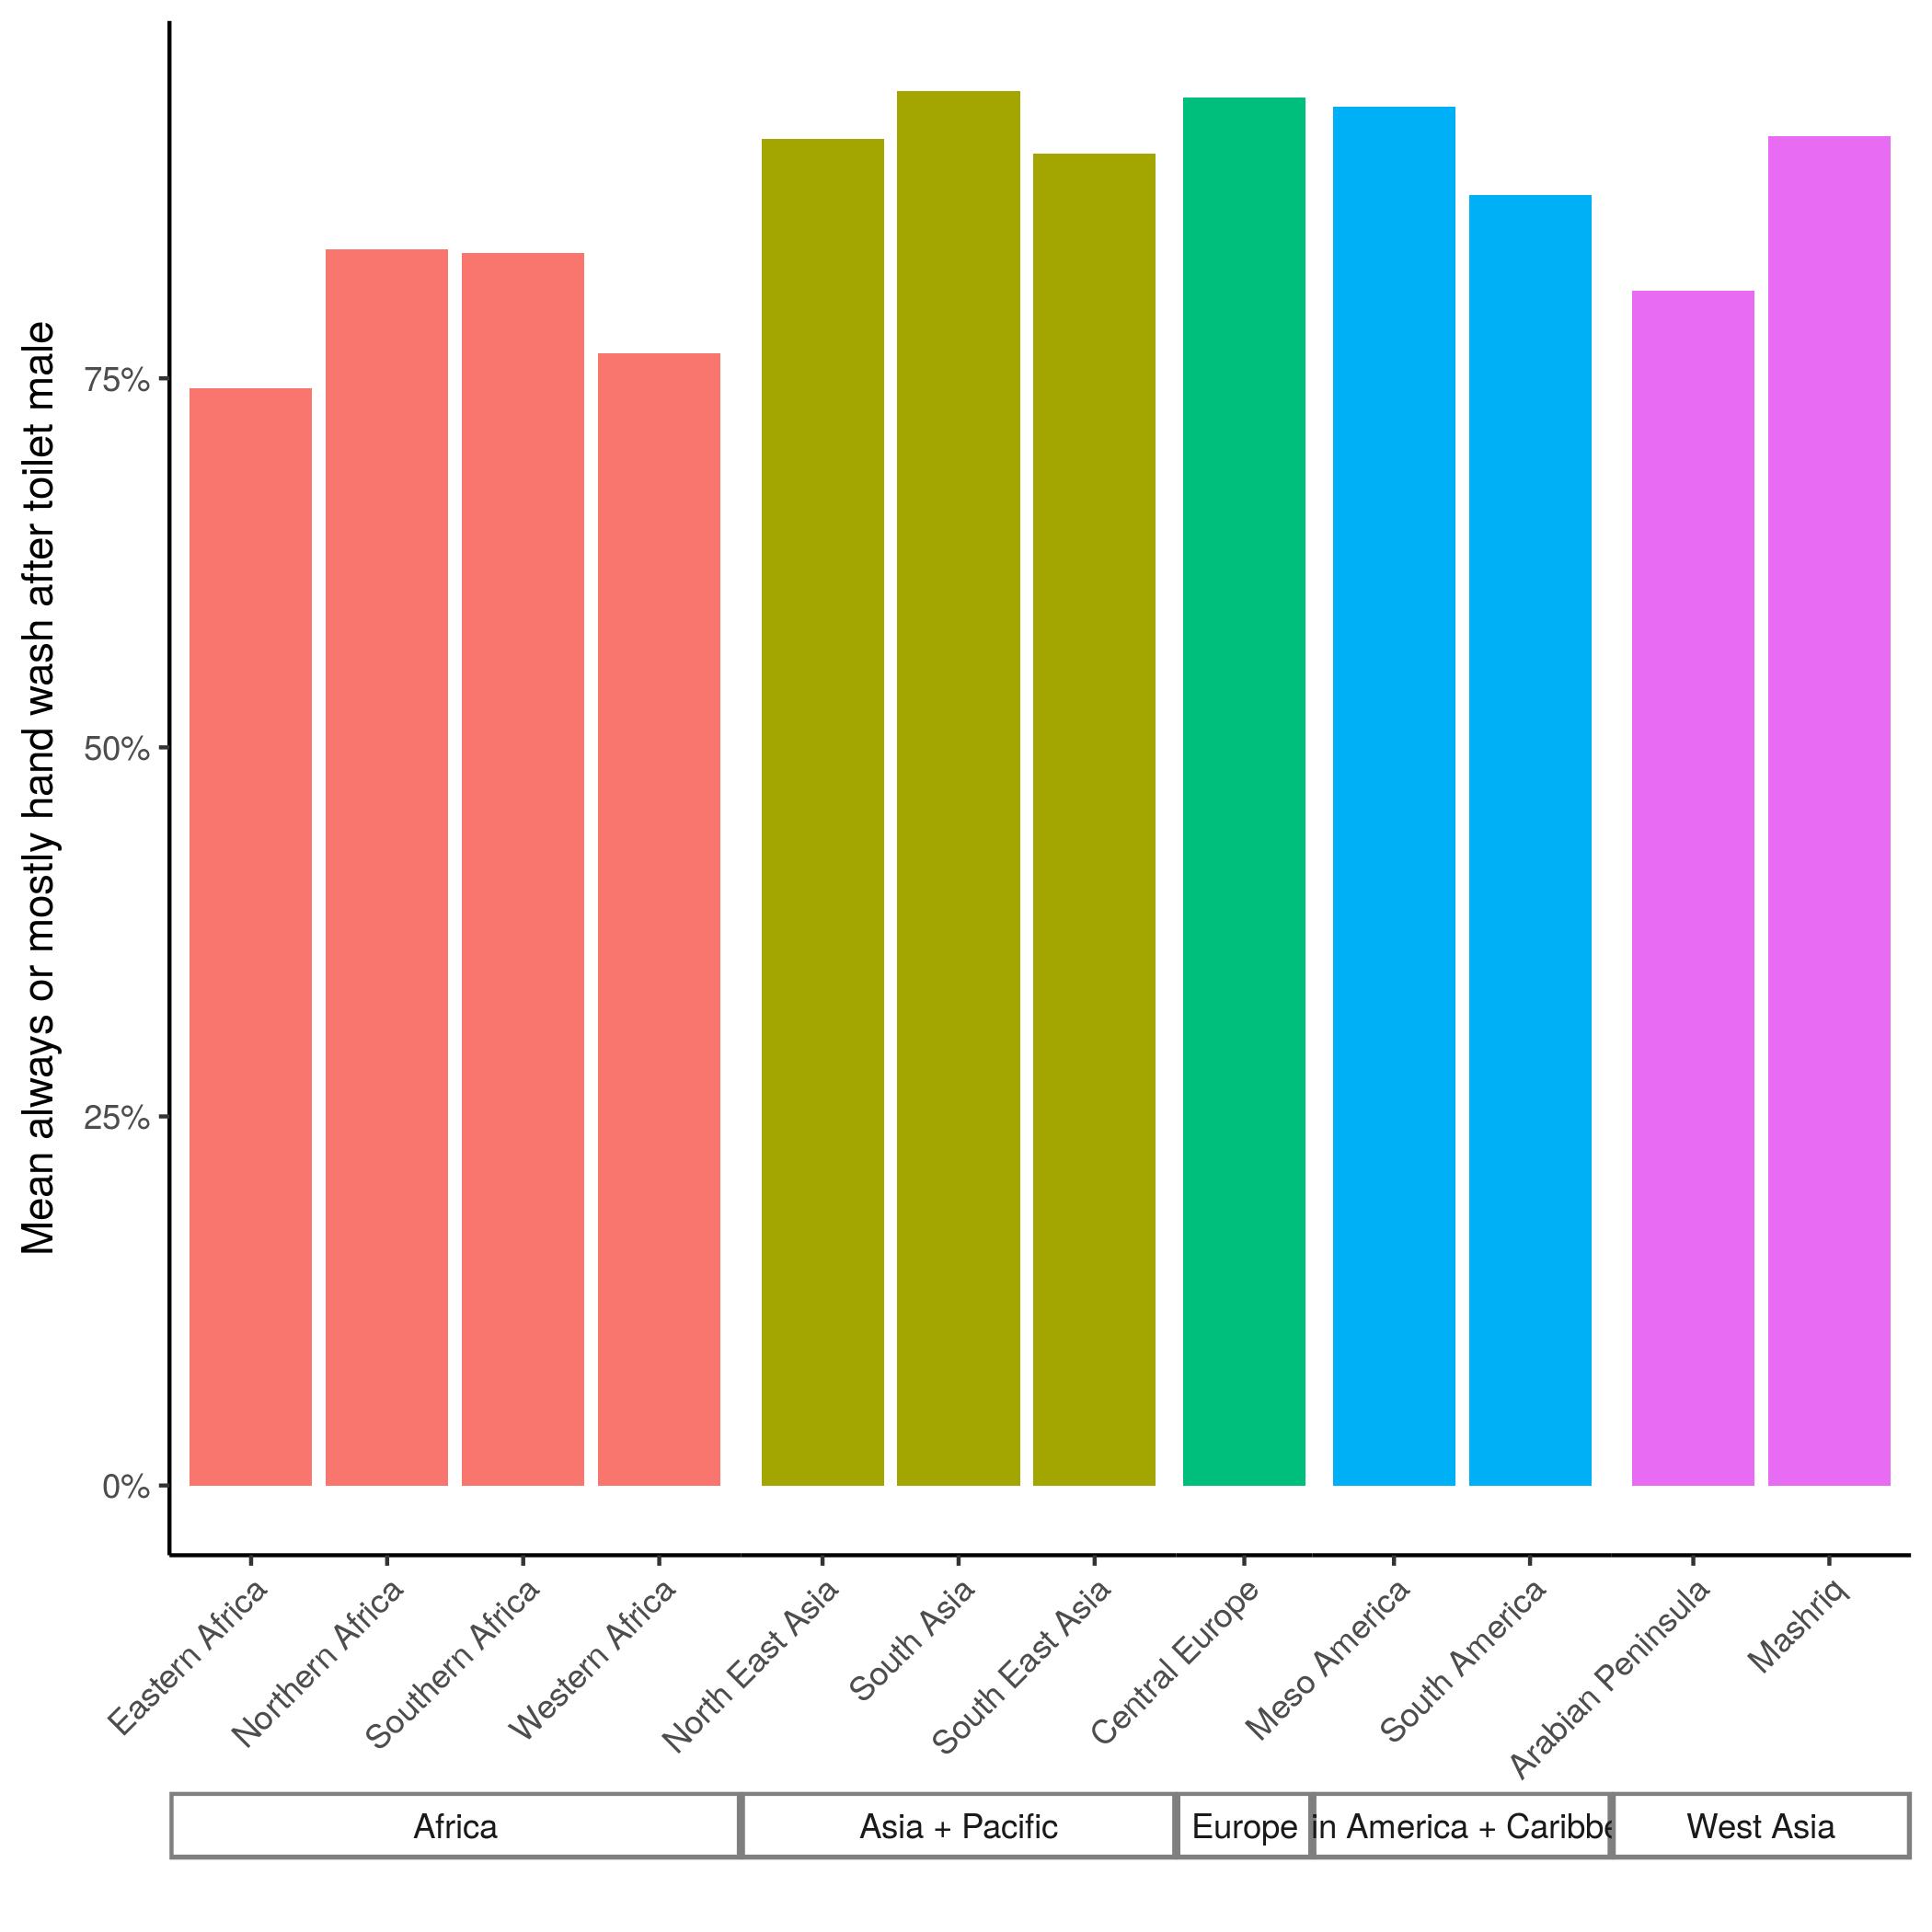 Mean always or mostly hand wash after toilet male
75%
50%
25%
0%
Eastern Africa
Northern Africa
Southern Africa
Western Africa
North East Asia
South Asia
South East Asia
Central Europe
Meso America
South America
Arabian Peninsula
Mashriq
Africa
Asia + Pacific
Europe
in America + Caribbe
West Asia